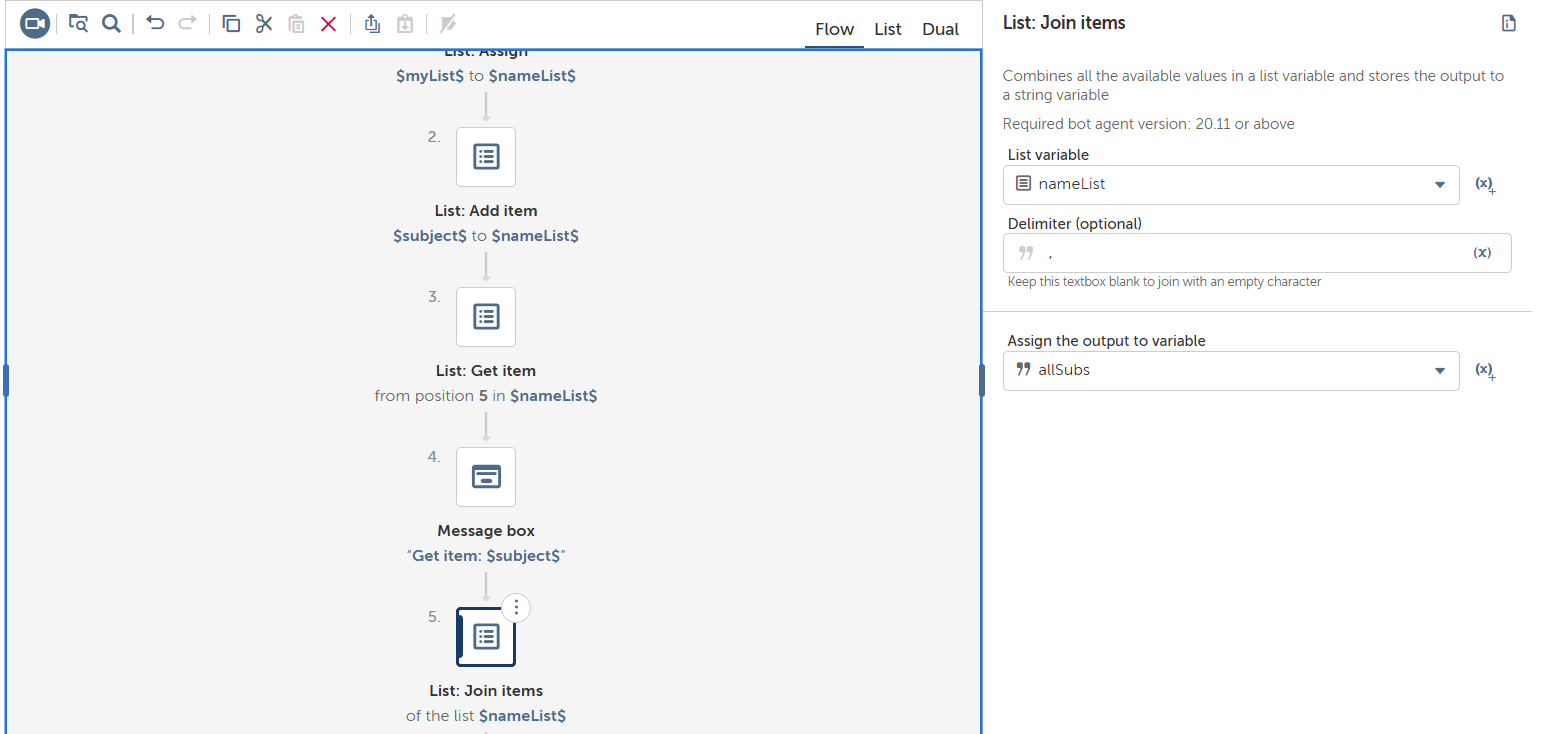 Flow List Dual
List: Assign
$myList$ to $nameList$
2.
List: Add item
$subject$ to $nameList$
3.
List: Get item
from position 5 in $nameList$
4.
Message box
“Get item: $subject$”
5.
List: Join items
of the list $nameList$
List: Join items
Combines all the available values in a list variable and stores the output to
a string variable
Required bot agent version: 20.11 or above
List variable
nameList
(x)+
Delimiter (optional)
,
(x)
Keep this textbox blank to join with an empty character
Assign the output to variable
allSubs
(x)+